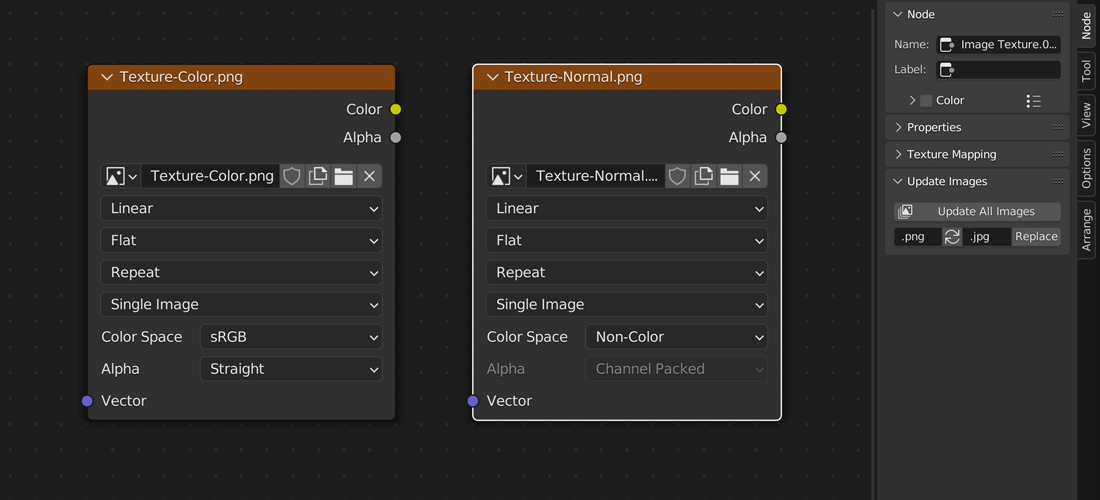 Texture-Color.png
Color
Alpha
Texture-Color.png
Linear
Flat
Repeat
Single Image
Color Space sRGB
Alpha Straight
Vector
Texture-Normal.png
Color
Alpha
Texture-Normal....
Linear
Flat
Repeat
Single Image
Color Space Non-Color
Alpha Channel Packed
Vector
Node
Name: Image Texture.0...
Label:
Color
Properties
Texture Mapping
Update Images
Update All Images
.png .jpg Replace
Node
Tool
View
Options
Arrange